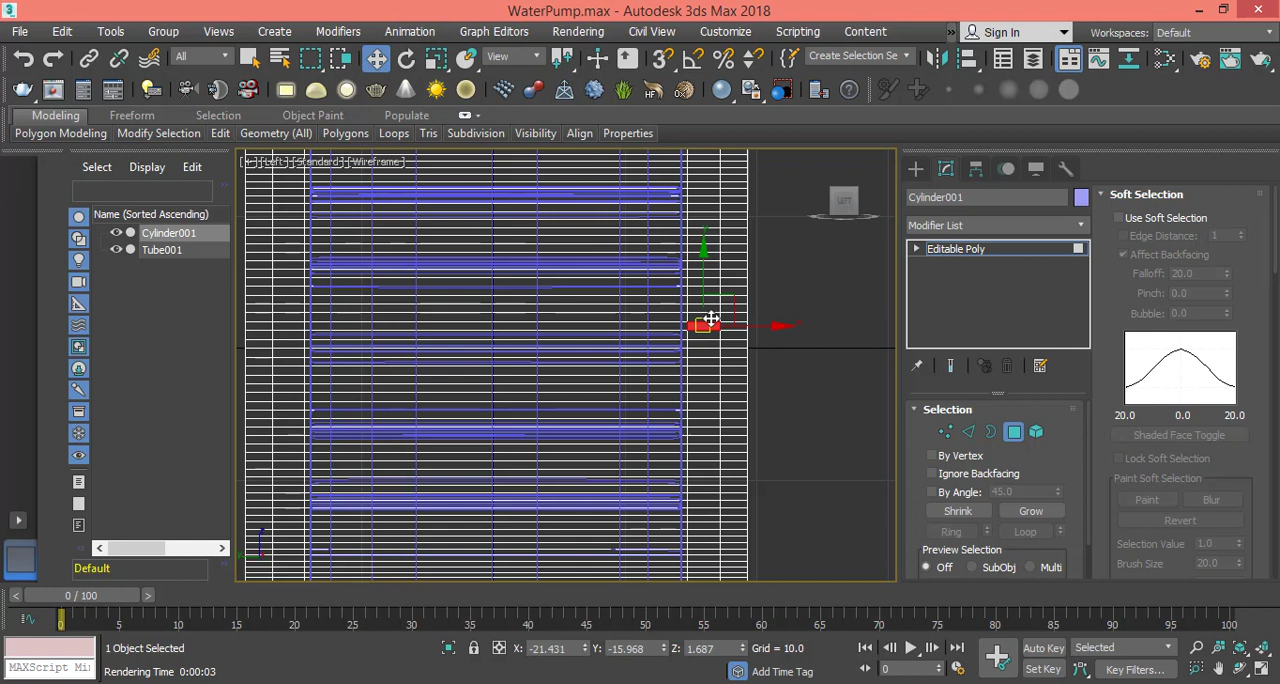 WaterPump.max - Autodesk 3ds Max 2018
File Edit Tools Group Views Create Modifiers Animation Graph Editors Rendering Civil View Customize Scripting Content Sign In Workspaces: Default
All View Create Selection Se
Modeling Freeform Selection Object Paint Populate
Polygon Modeling Modify Selection Edit Geometry (All) Polygons Loops Tris Subdivision Visibility Align Properties
Select Display Edit
Name (Sorted Ascending)
Cylinder001
Tube001
Default
[+][Left][Standard][Wireframe]
LEFT
Cylinder001
Modifier List
Editable Poly
Selection
By Vertex
Ignore Backfacing
By Angle: 45.0
Shrink Grow
Ring Loop
Preview Selection
Off SubObj Multi
Soft Selection
Use Soft Selection
Edge Distance: 1
Affect Backfacing
Falloff: 20.0
Pinch: 0.0
Bubble: 0.0
20.0 0.0 20.0
Shaded Face Toggle
Lock Soft Selection
Paint Soft Selection
Paint Blur
Revert
Selection Value 1.0
Brush Size 20.0
0 / 100
0 5 10 15 20 25 30 35 40 45 50 55 60 65 70 75 80 85 90 95 100
1 Object Selected X: -21.431 Y: -15.968 Z: 1.687 Grid = 10.0 Auto Key Selected
MAXScript Mi: Rendering Time 0:00:03 Add Time Tag 0 Set Key Key Filters...